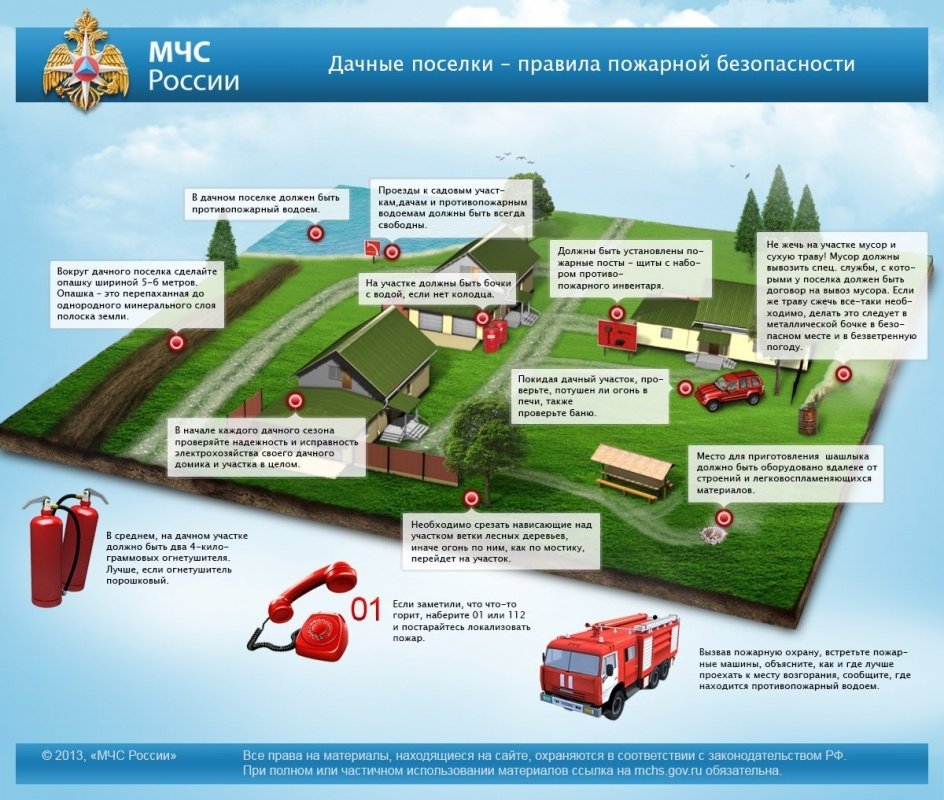 МЧС
России
Дачные поселки – правила пожарной безопасности
В дачном поселке должен быть
противопожарный водоем.
Проезды к садовым участ-
кам,дачам и противопожарным
водоемам должны быть всегда
свободны.
Должны быть установлены по-
жарные посты – щиты с набо-
ром противо-
пожарного инвентаря.
Не жечь на участке мусор и
сухую траву! Мусор должны
вывозить спец. службы, с кото-
рыми у поселка должен быть
договор на вывоз мусора. Если
же траву сжечь все-таки необ-
ходимо, делать это следует в
металлической бочке в безо-
пасном месте и в безветренную
погоду.
Вокруг дачного поселка сделайте
опашку шириной 5–6 метров.
Опашка – это перепаханная до
однородного минерального слоя
полоска земли.
На участке должны быть бочки
с водой, если нет колодца.
Покидая дачный участок, про-
верьте, потушен ли огонь в
печи, также
проверьте баню.
В начале каждого дачного сезона
проверяйте надежность и исправность
электрохозяйства своего дачного
домика и участка в целом.
Место для приготовления шашлыка
должно быть оборудовано вдалеке от
строений и легковоспламеняющихся
материалов.
Необходимо срезать нависающие над
участком ветки лесных деревьев,
иначе огонь по ним, как по мостику,
перейдет на участок.
В среднем, на дачном участке
должно быть два 4-кило-
граммовых огнетушителя.
Лучше, если огнетушитель
порошковый.
01
Если заметили, что что-то
горит, наберите 01 или 112
и постарайтесь локализовать
пожар.
Вызвав пожарную охрану, встретьте пожар-
ные машины, объясните, как и где лучше
проехать к месту возгорания, сообщите, где
находится противопожарный водоем.
© 2013, «МЧС России»
Все права на материалы, находящиеся на сайте, охраняются в соответствии с законодательством РФ.
При полном или частичном использовании материалов ссылка на mchs.gov.ru обязательна.